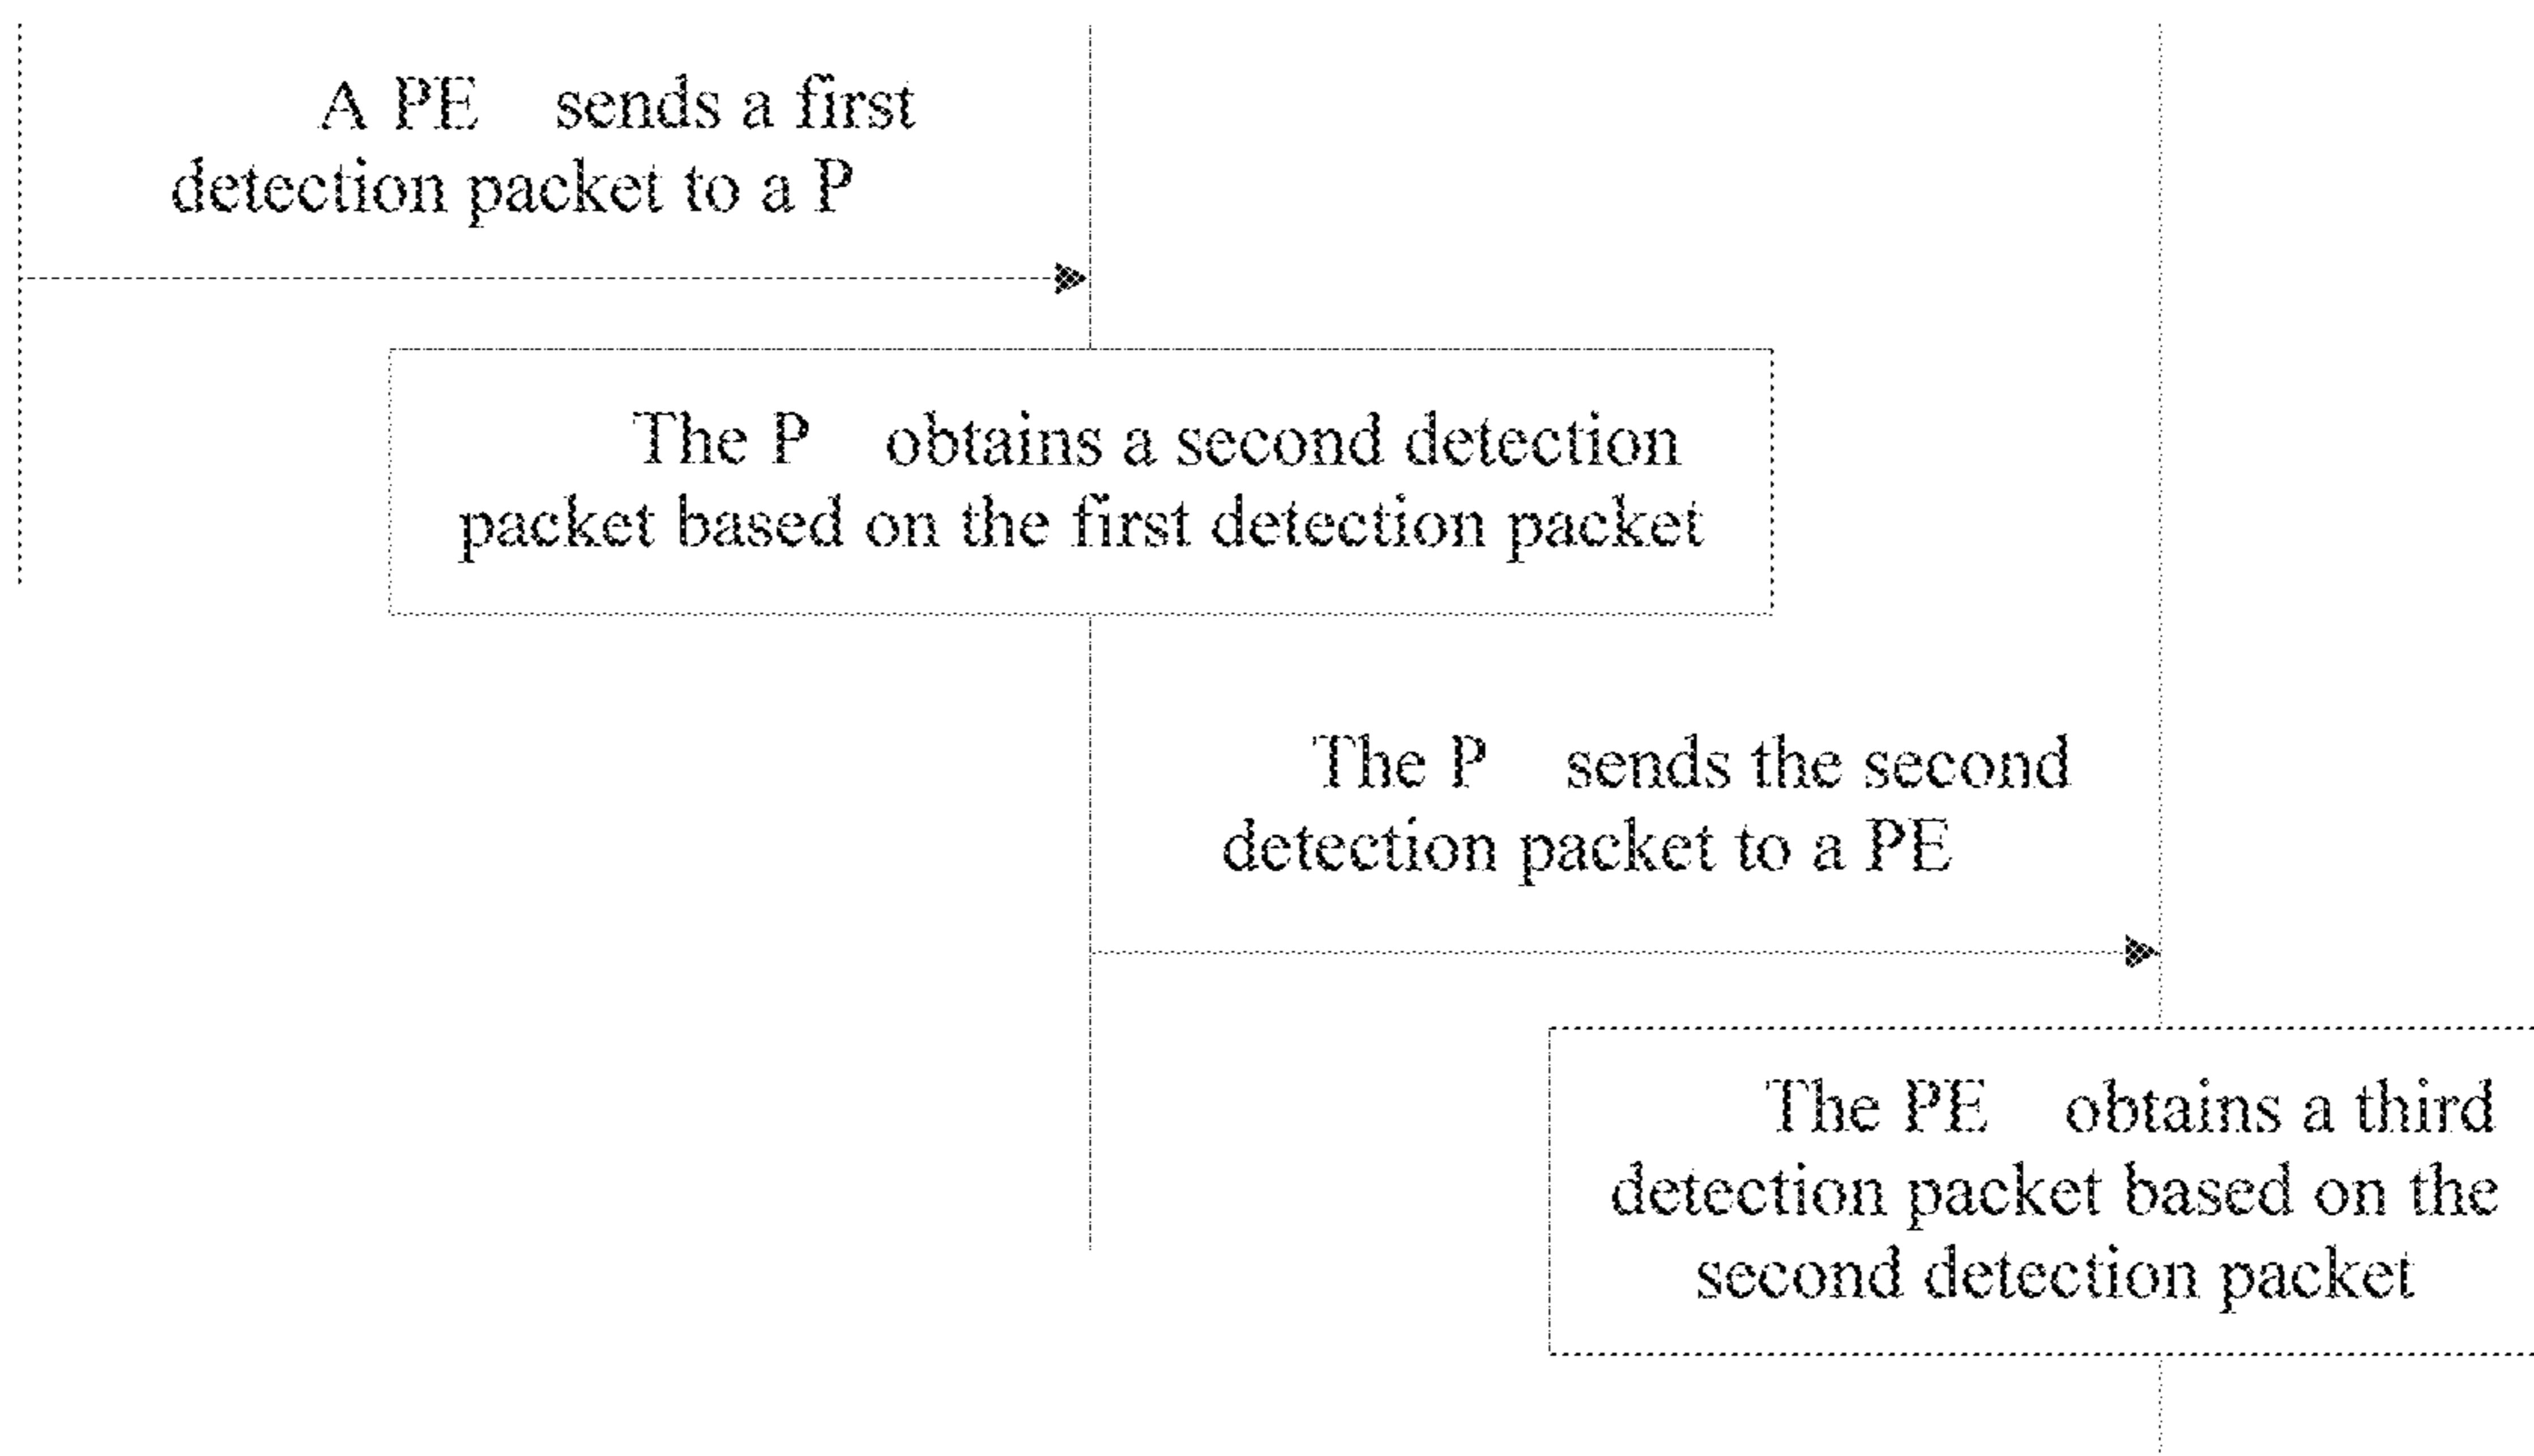 A PE sends a first
detection packet to a P
The P obtains a second detection
packet based on the first detection packet
The P sends the second
detection packet to a PE
The PE obtains a third
detection packet based on the
second detection packet